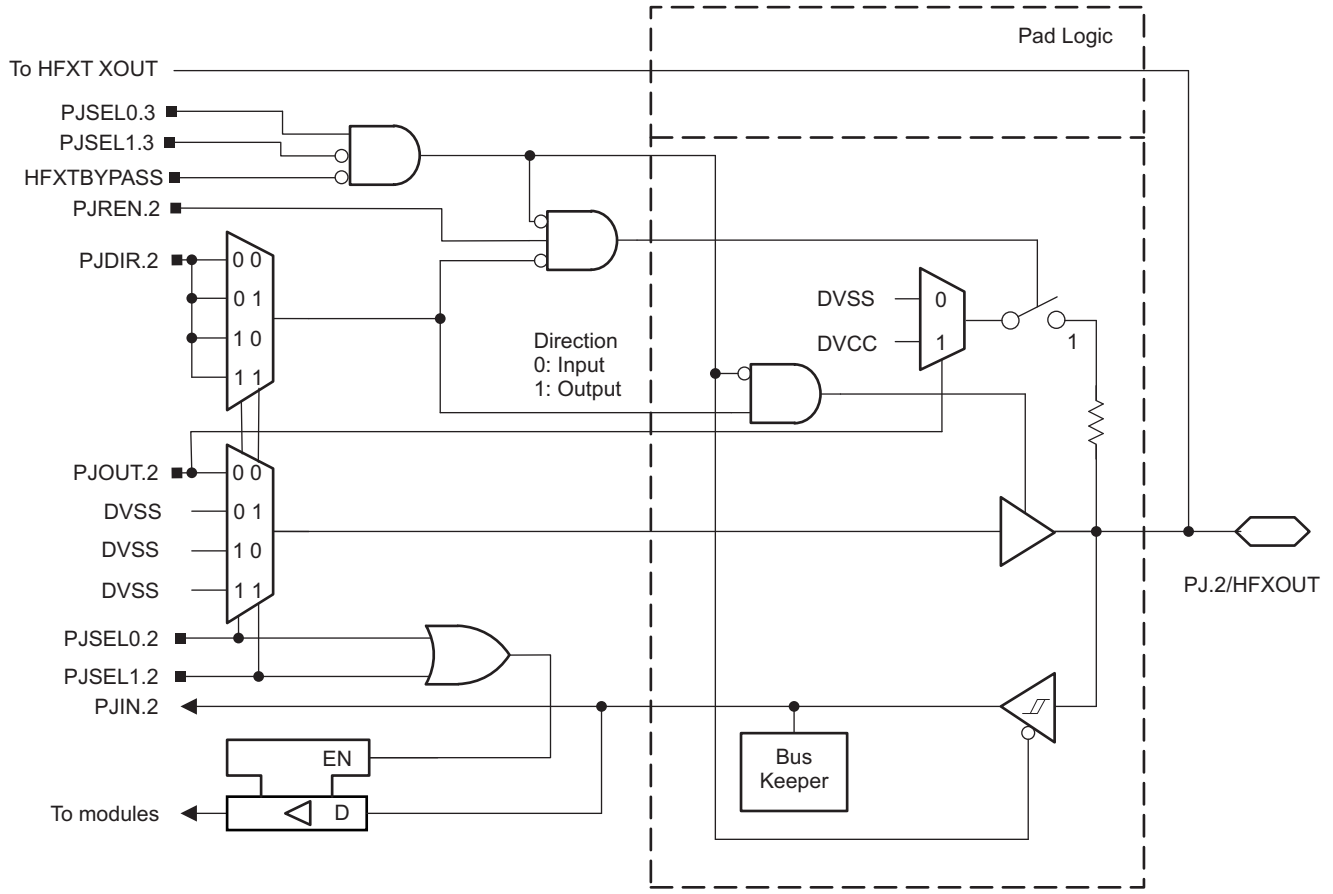 Pad Logic
To HFXT XOUT
PJSEL0.3
PJSEL1.3
HFXTBYPASS
PJREN.2
PJDIR.2
0 0
0 1
1 0
1 1
Direction
0: Input
1: Output
DVSS
0
DVCC
1
1
PJOUT.2
0 0
DVSS
0 1
DVSS
1 0
DVSS
1 1
PJ.2/HFXOUT
PJSEL0.2
PJSEL1.2
PJIN.2
Bus
Keeper
EN
To modules
D